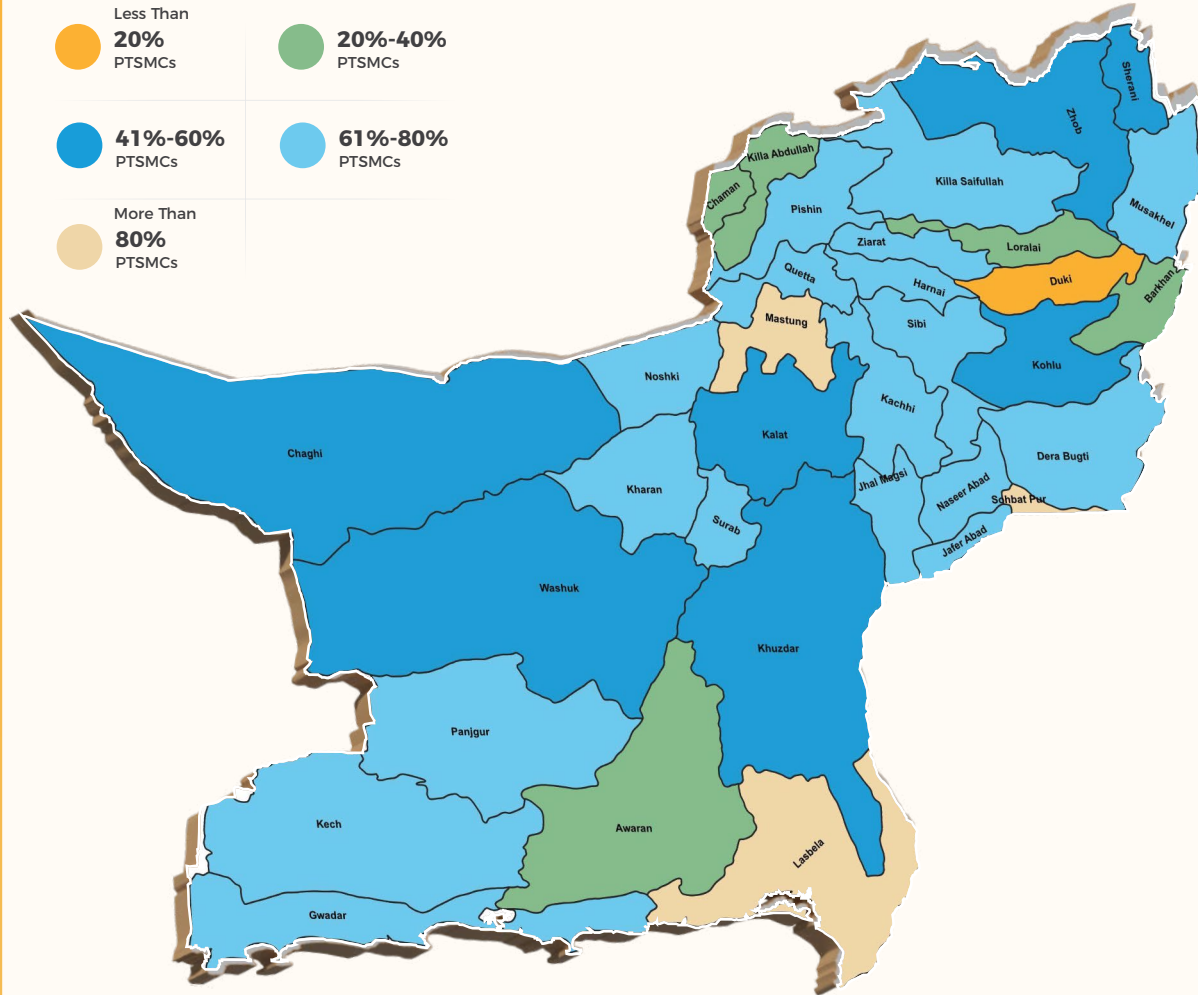 Less Than
20%
PTSMCs
20%-40%
PTSMCs
41%-60%
PTSMCs
61%-80%
PTSMCs
More Than
80%
PTSMCs
Sherani
Zhob
Killa Abdullah
Chaman
Killa Saifullah
Musakhel
Pishin
Ziarat
Loralai
Quetta
Harnai
Duki
Barkhan
Mastung
Sibi
Kohlu
Noshki
Kachhi
Kalat
Chaghi
Dera Bugti
Kharan
Jhal Magsi
Naseer Abad
Sohbat Pur
Surab
Jafer Abad
Washuk
Khuzdar
Panjgur
Kech
Awaran
Lasbela
Gwadar